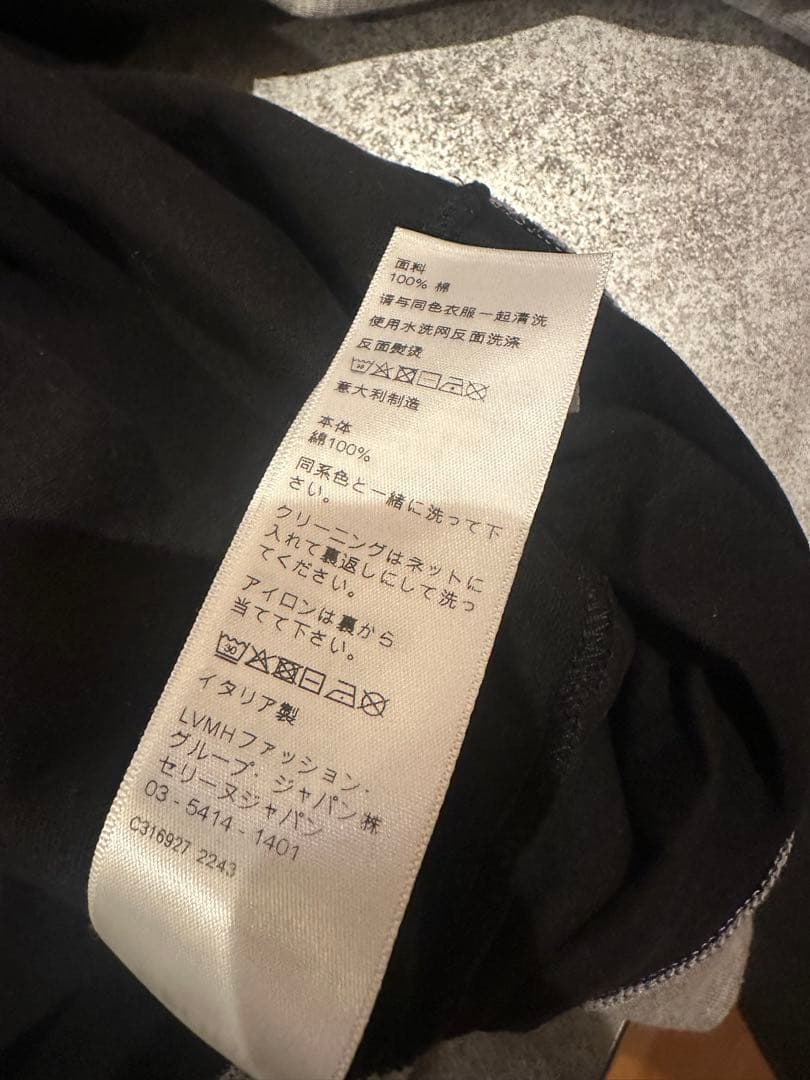 面料
100% 棉
请与同色衣服一起清洗
使用水洗网反面洗涤
反面熨烫
意大利制造
本体
綿100%
同系色と一緒に洗って下
さい。
クリーニングはネットに
入れて裏返しにして洗っ
てください。
アイロンは裏から
当てて下さい。
30
イタリア製
LVMHファッション・
グループ・ジャパン株
セリーヌジャパン
03-5414-1401
C316927 2243